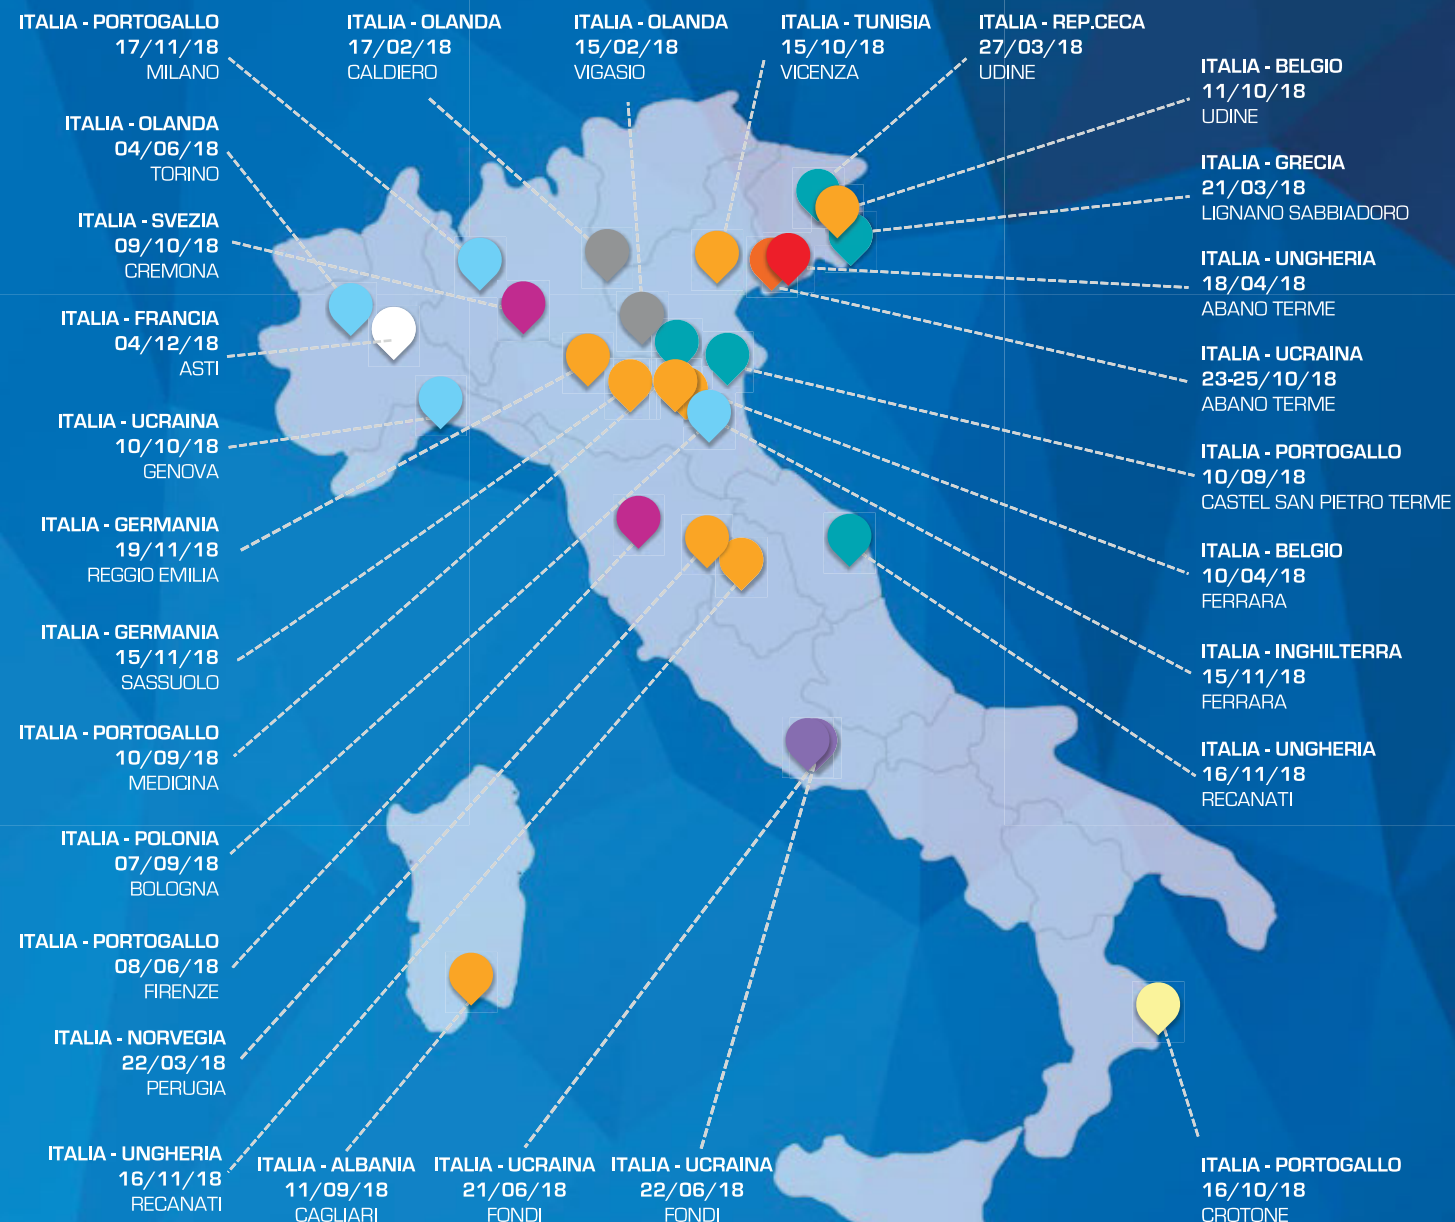 ITALIA - PORTOGALLO
17/11/18
MILANO
ITALIA - OLANDA
17/02/18
CALDIERO
ITALIA - OLANDA
15/02/18
VIGASIO
ITALIA - TUNISIA
15/10/18
VICENZA
ITALIA - REP.CECA
27/03/18
UDINE
ITALIA - OLANDA
04/06/18
TORINO
ITALIA - SVEZIA
09/10/18
CREMONA
ITALIA - FRANCIA
04/12/18
ASTI
ITALIA - UCRAINA
10/10/18
GENOVA
ITALIA - GERMANIA
19/11/18
REGGIO EMILIA
ITALIA - GERMANIA
15/11/18
SASSUOLO
ITALIA - PORTOGALLO
10/09/18
MEDICINA
ITALIA - POLONIA
07/09/18
BOLOGNA
ITALIA - PORTOGALLO
08/06/18
FIRENZE
ITALIA - NORVEGIA
22/03/18
PERUGIA
ITALIA - UNGHERIA
16/11/18
RECANATI
ITALIA - ALBANIA
11/09/18
CAGLIARI
ITALIA - UCRAINA
21/06/18
FONDI
ITALIA - UCRAINA
22/06/18
FONDI
ITALIA - BELGIO
11/10/18
UDINE
ITALIA - GRECIA
21/03/18
LIGNANO SABBIADORO
ITALIA - UNGHERIA
18/04/18
ABANO TERME
ITALIA - UCRAINA
23-25/10/18
ABANO TERME
ITALIA - PORTOGALLO
10/09/18
CASTEL SAN PIETRO TERME
ITALIA - BELGIO
10/04/18
FERRARA
ITALIA - INGHILTERRA
15/11/18
FERRARA
ITALIA - UNGHERIA
16/11/18
RECANATI
ITALIA - PORTOGALLO
16/10/18
CROTONE